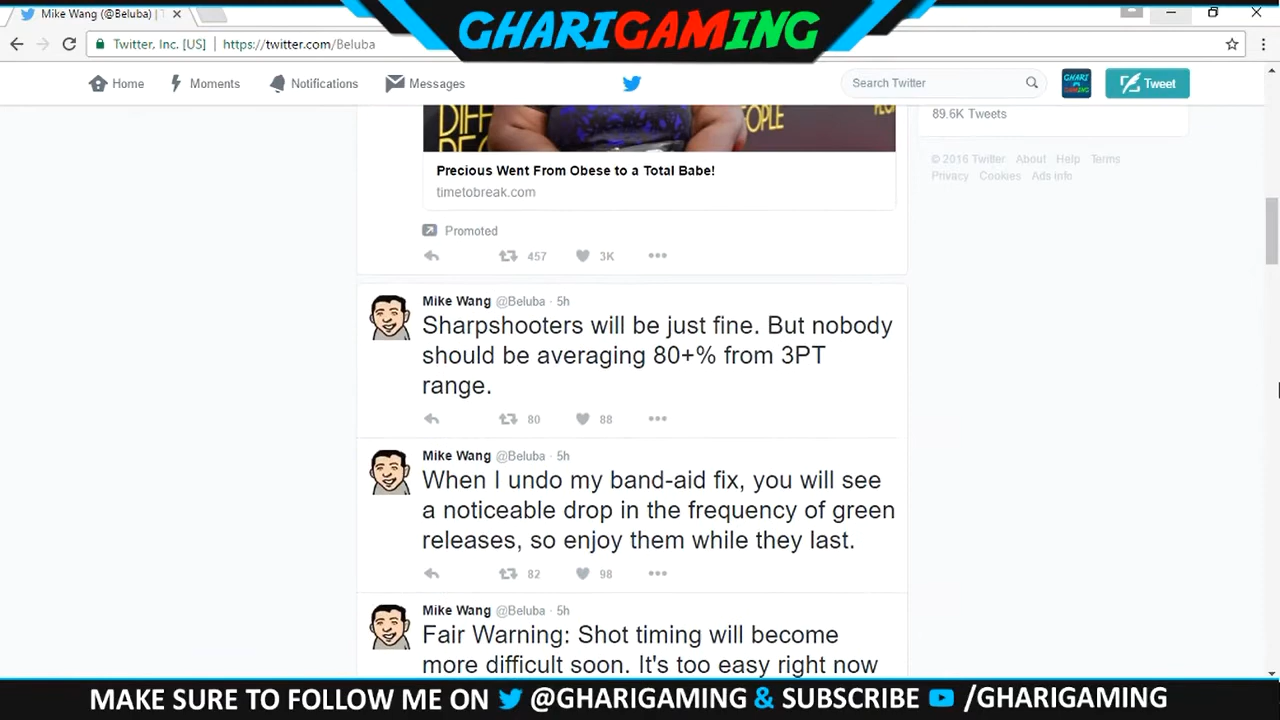 Mike Wang (@Beluba) | T
GHARIGAMING
Twitter, Inc. [US] https://twitter.com/Beluba
Home Moments Notifications Messages Search Twitter GHARI GAMING Tweet
DIFF
PEOPLE
89.6K Tweets
© 2016 Twitter About Help Terms
Privacy Cookies Ads info
Precious Went From Obese to a Total Babe!
timetobreak.com
Promoted
457 3K
Mike Wang @Beluba · 5h
Sharpshooters will be just fine. But nobody
should be averaging 80+% from 3PT
range.
80 88
Mike Wang @Beluba · 5h
When I undo my band-aid fix, you will see
a noticeable drop in the frequency of green
releases, so enjoy them while they last.
82 98
Mike Wang @Beluba · 5h
Fair Warning: Shot timing will become
more difficult soon. It's too easy right now
MAKE SURE TO FOLLOW ME ON @GHARIGAMING & SUBSCRIBE /GHARIGAMING